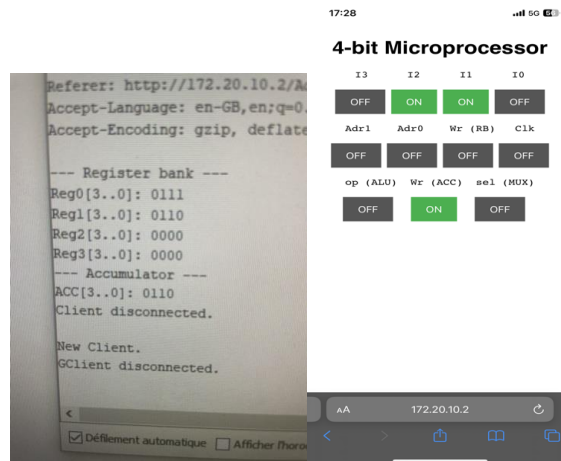 Referer: http://172.20.10.2/A
Accept-Language: en-GB,en;q=0.
Accept-Encoding: gzip, deflate
--- Register bank ---
Reg0[3..0]: 0111
Reg1[3..0]: 0110
Reg2[3..0]: 0000
Reg3[3..0]: 0000
--- Accumulator ---
ACC[3..0]: 0110
Client disconnected.
New Client.
GClient disconnected.
Défilement automatique Afficher l'horo
17:28 5G
4-bit Microprocessor
I3 I2 I1 I0
OFF ON ON OFF
Adr1 Adr0 Wr (RB) Clk
OFF OFF OFF OFF
op (ALU) Wr (ACC) sel (MUX)
OFF ON OFF
AA 172.20.10.2